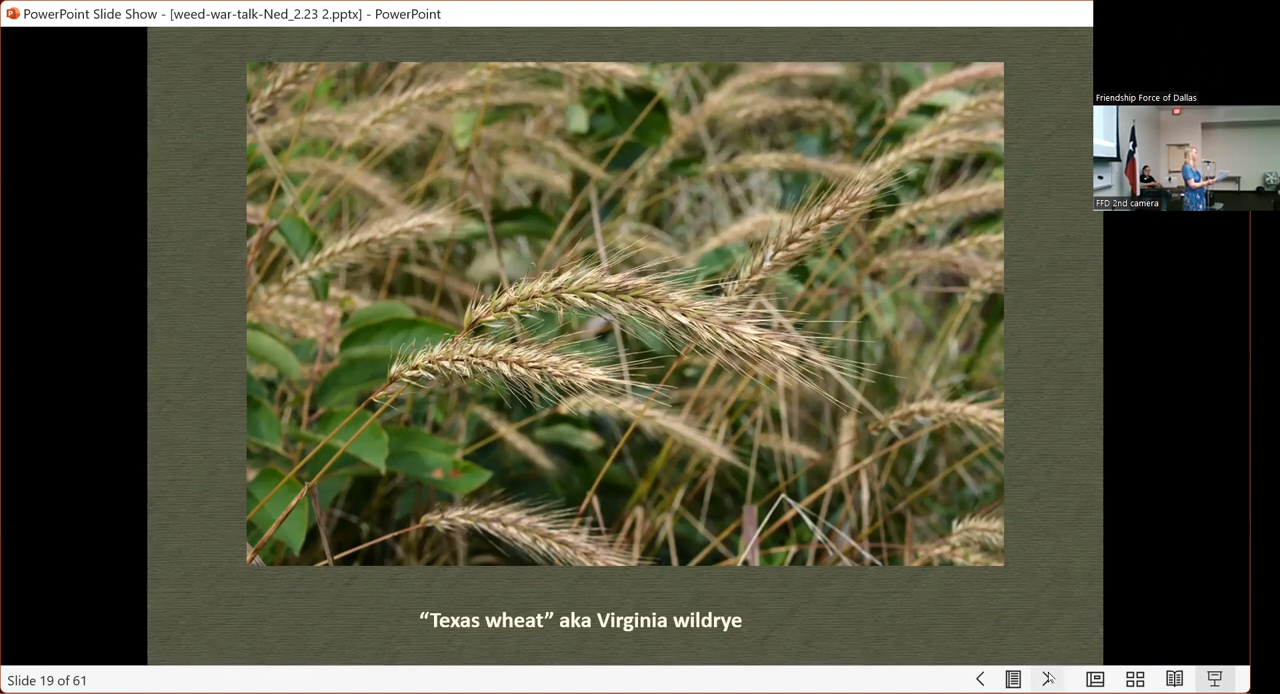 PowerPoint Slide Show - [weed-war-talk-Ned_2.23 2.pptx] - PowerPoint
Friendship Force of Dallas
FFD 2nd camera
“Texas wheat” aka Virginia wildrye
Slide 19 of 61